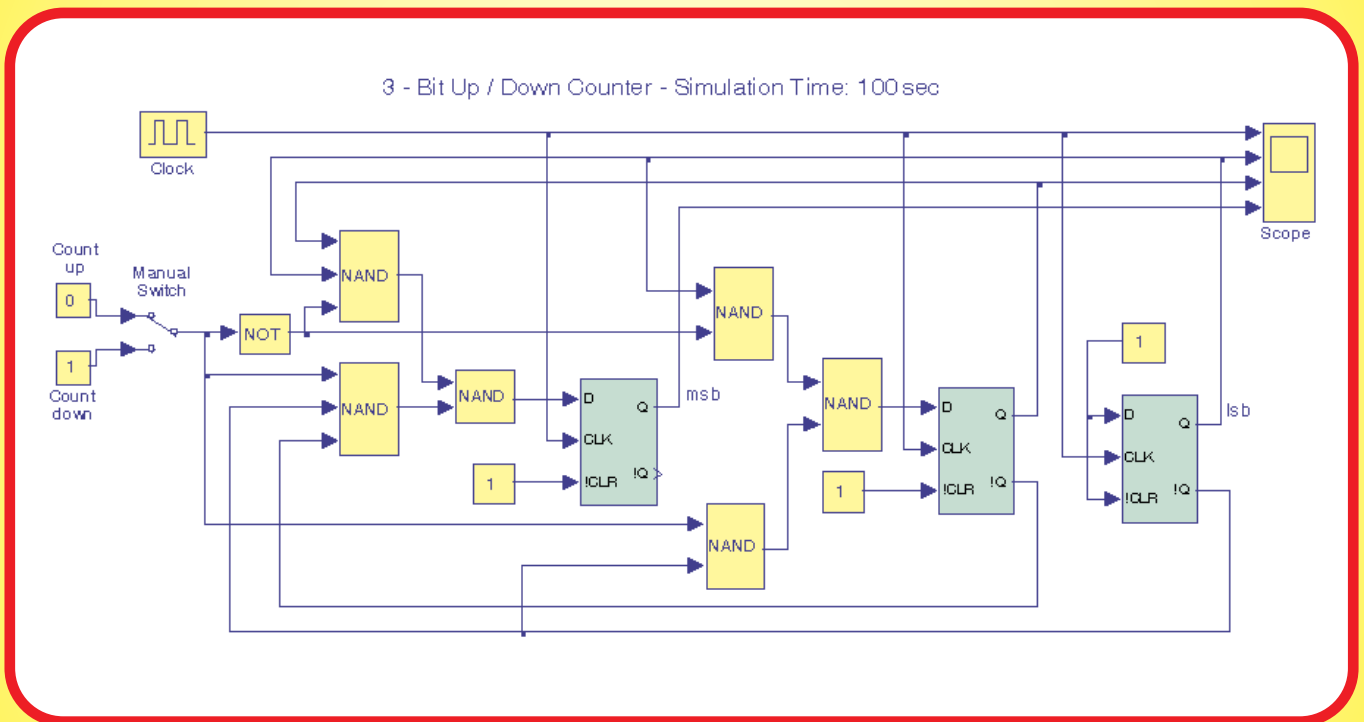 3 - Bit Up / Down Counter - Simulation Time: 100 sec
Clock
Scope
Count
up
0
Manual
Switch
1
Count
down
NOT
NAND
NAND
NAND
D
Q
CLK
!Q
!CLR
msb
1
NAND
NAND
NAND
1
D
Q
CLK
!Q
!CLR
1
D
Q
CLK
!Q
!CLR
lsb